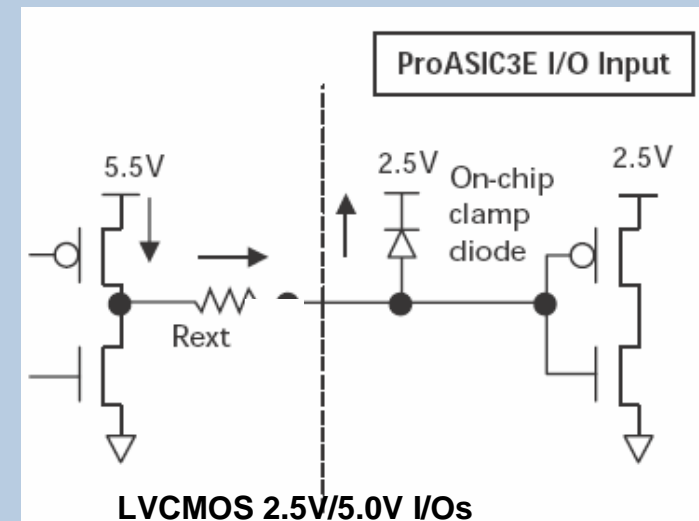 ProASIC3E I/O Input
5.5V
2.5V
On-chip
clamp
diode
2.5V
Rext
LVCMOS 2.5V/5.0V I/Os